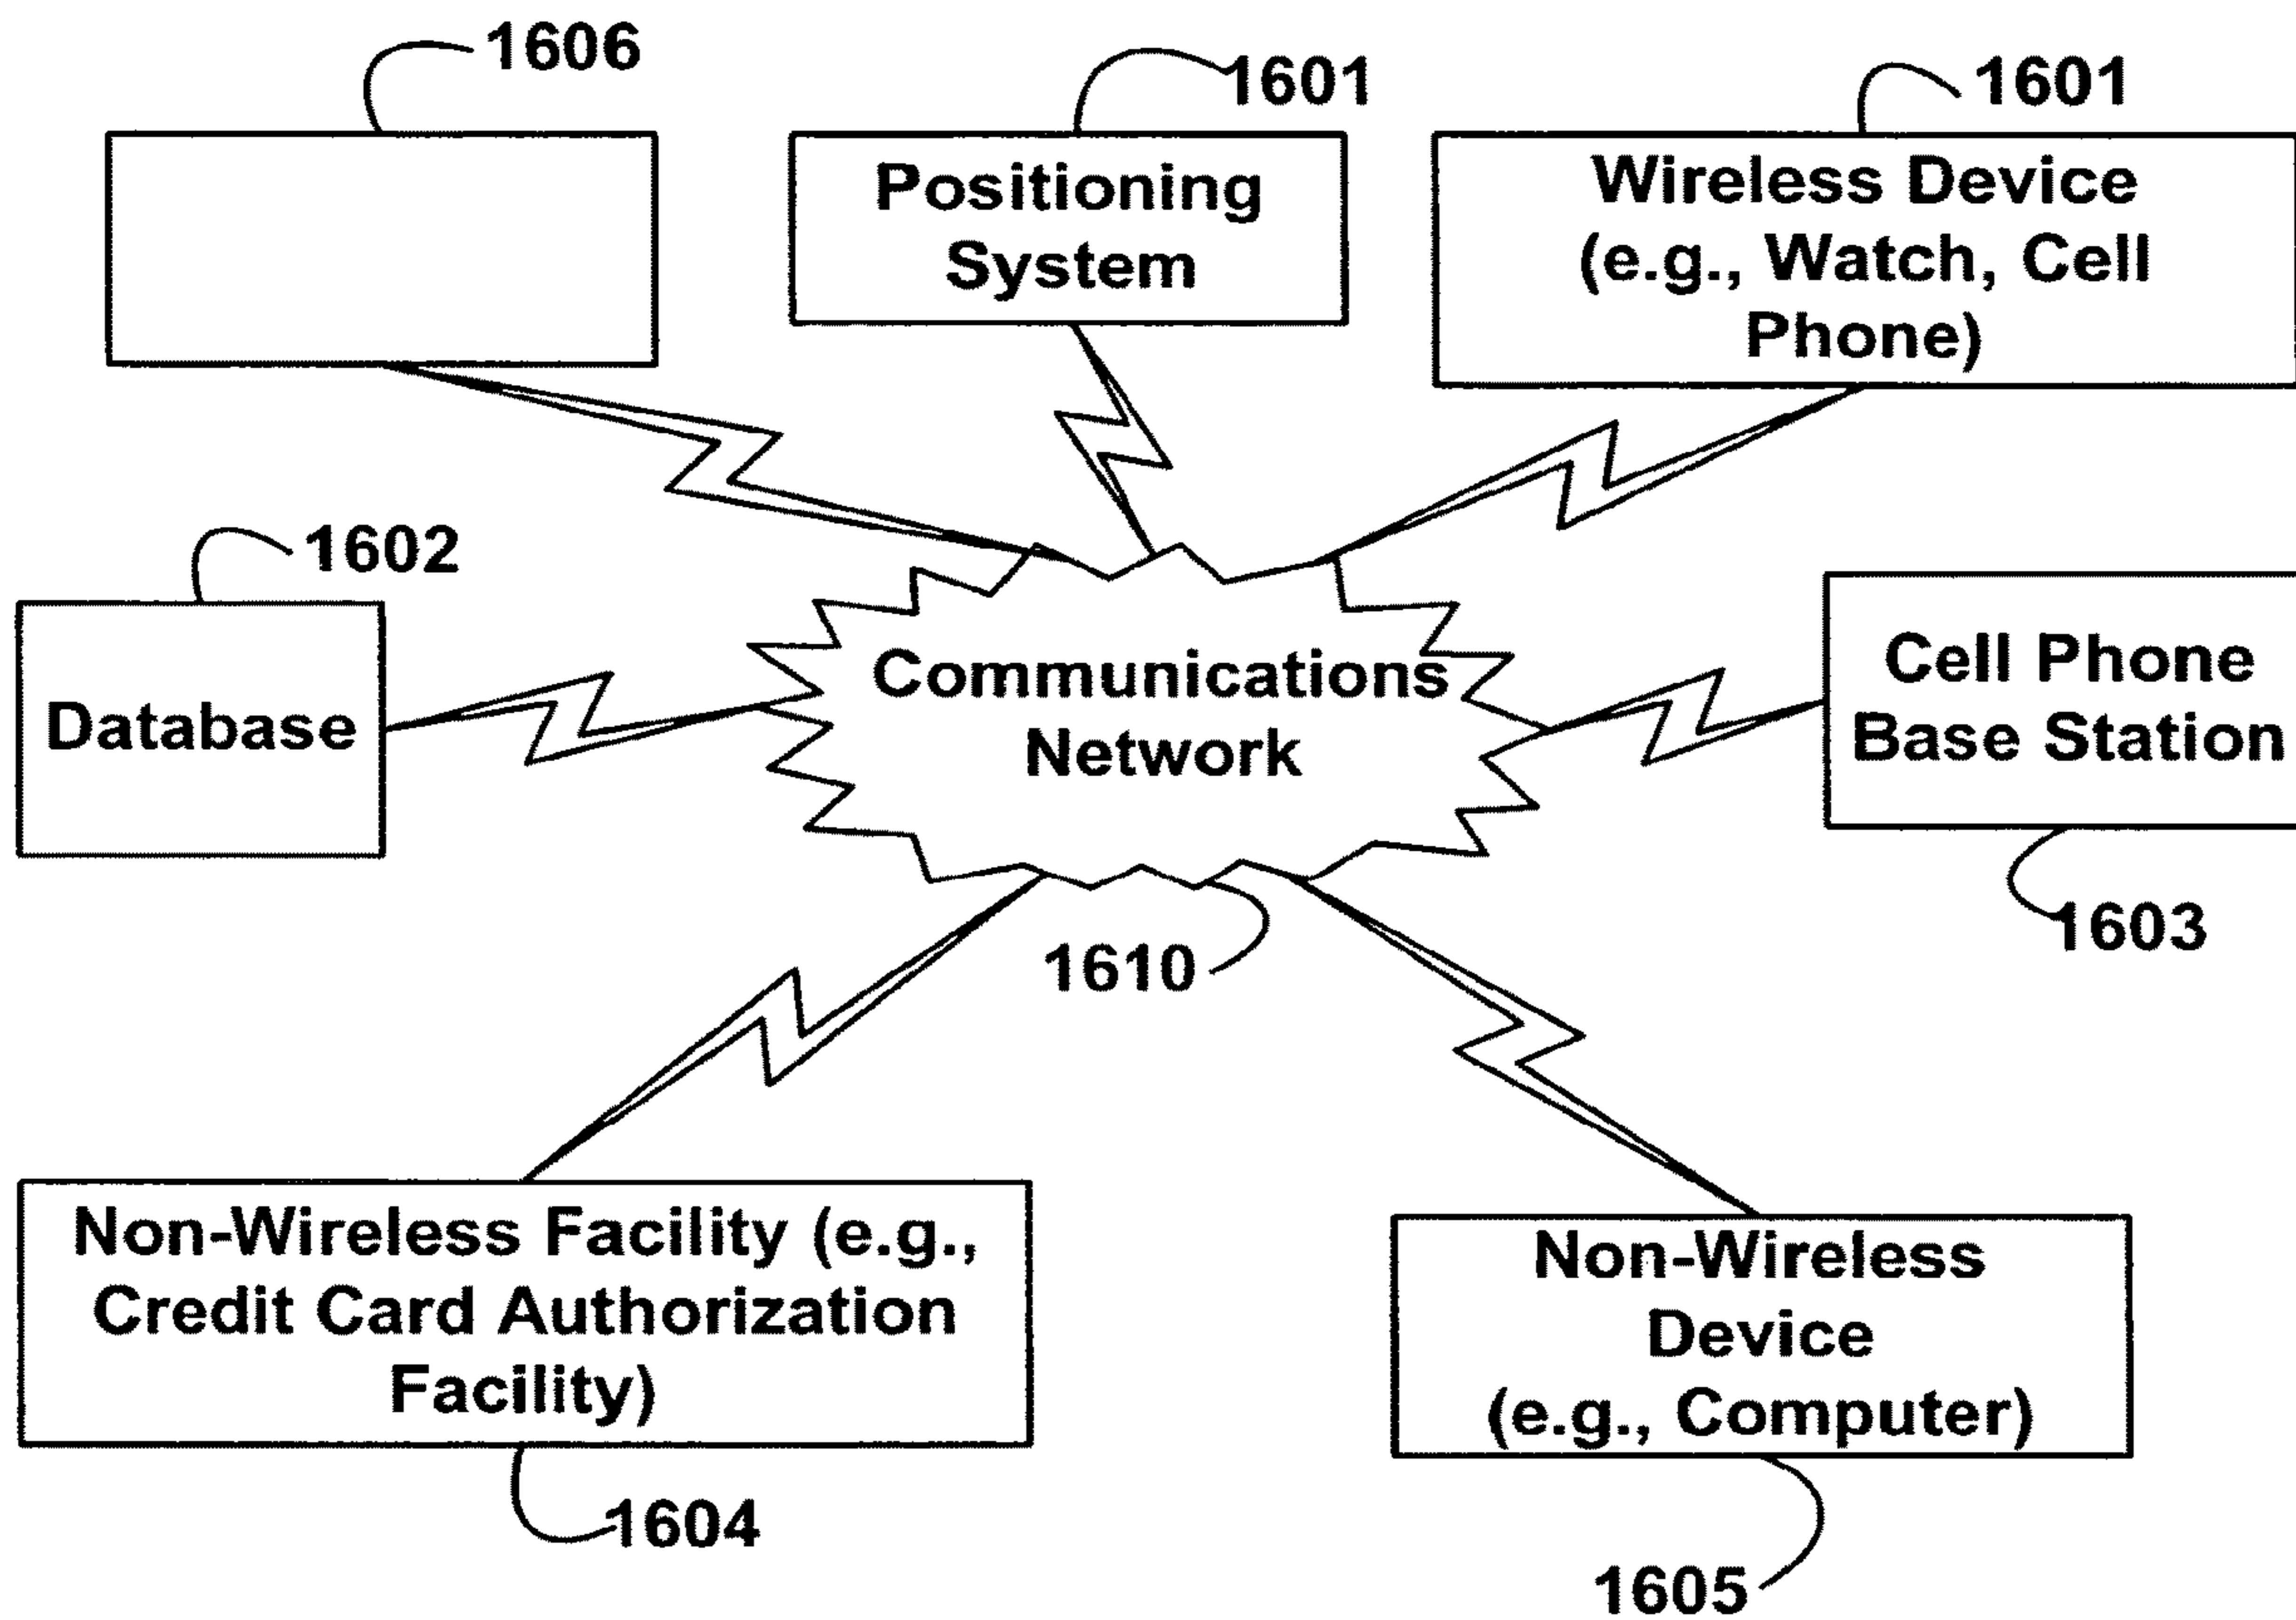 1606
1601
1601
Positioning
System
Wireless Device
(e.g., Watch, Cell
Phone)
1602
Database
Communications
Network
Cell Phone
Base Station
1603
1610
Non-Wireless Facility (e.g.,
Credit Card Authorization
Facility)
1604
Non-Wireless
Device
(e.g., Computer)
1605